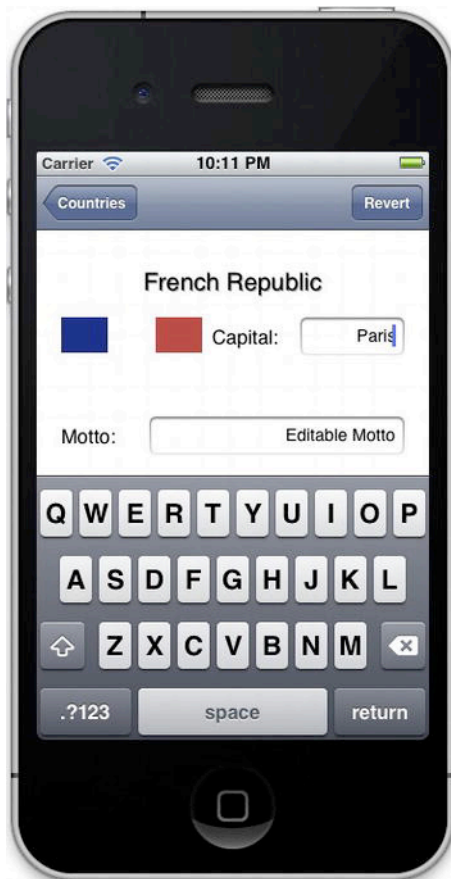 Carrier 10:11 PM
Countries Revert
French Republic
Capital: Paris
Motto: Editable Motto
Q W E R T Y U I O P
A S D F G H J K L
Z X C V B N M
.?123 space return